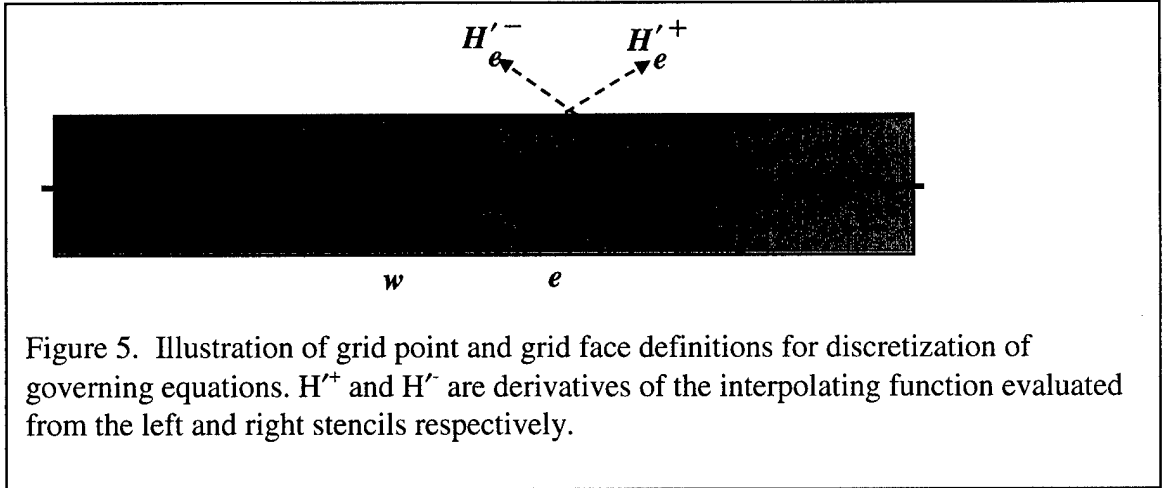 H′⁻e H′⁺e
w e
Figure 5. Illustration of grid point and grid face definitions for discretization of
governing equations. H′⁺ and H′⁻ are derivatives of the interpolating function evaluated
from the left and right stencils respectively.